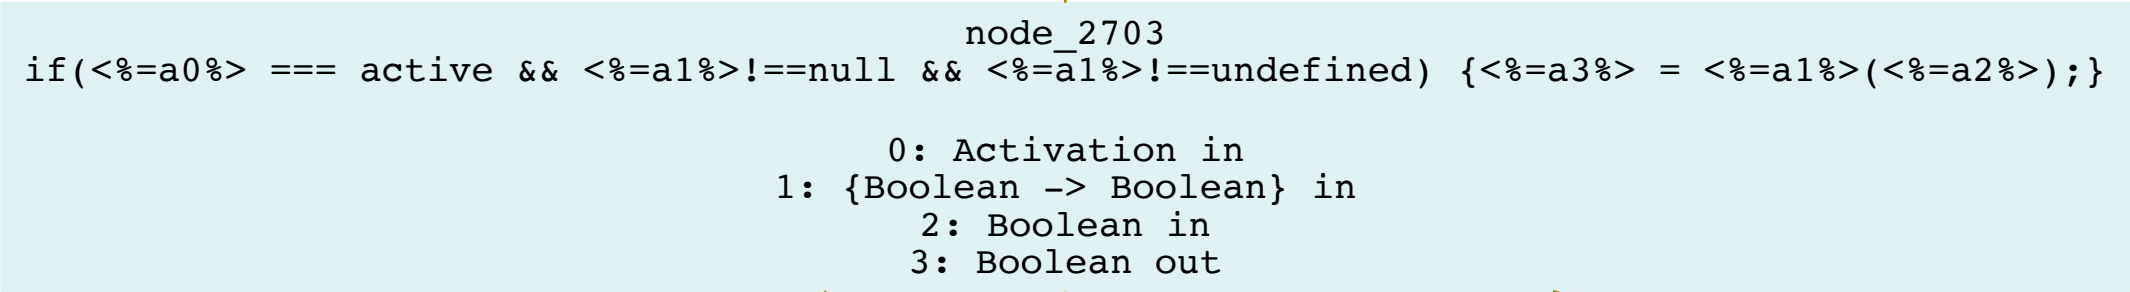 node_2703
if(<%=a0%> === active && <%=a1%>!==null && <%=a1%>!==undefined) {<%=a3%> = <%=a1%>(<%=a2%>);}
0: Activation in
1: {Boolean -> Boolean} in
2: Boolean in
3: Boolean out